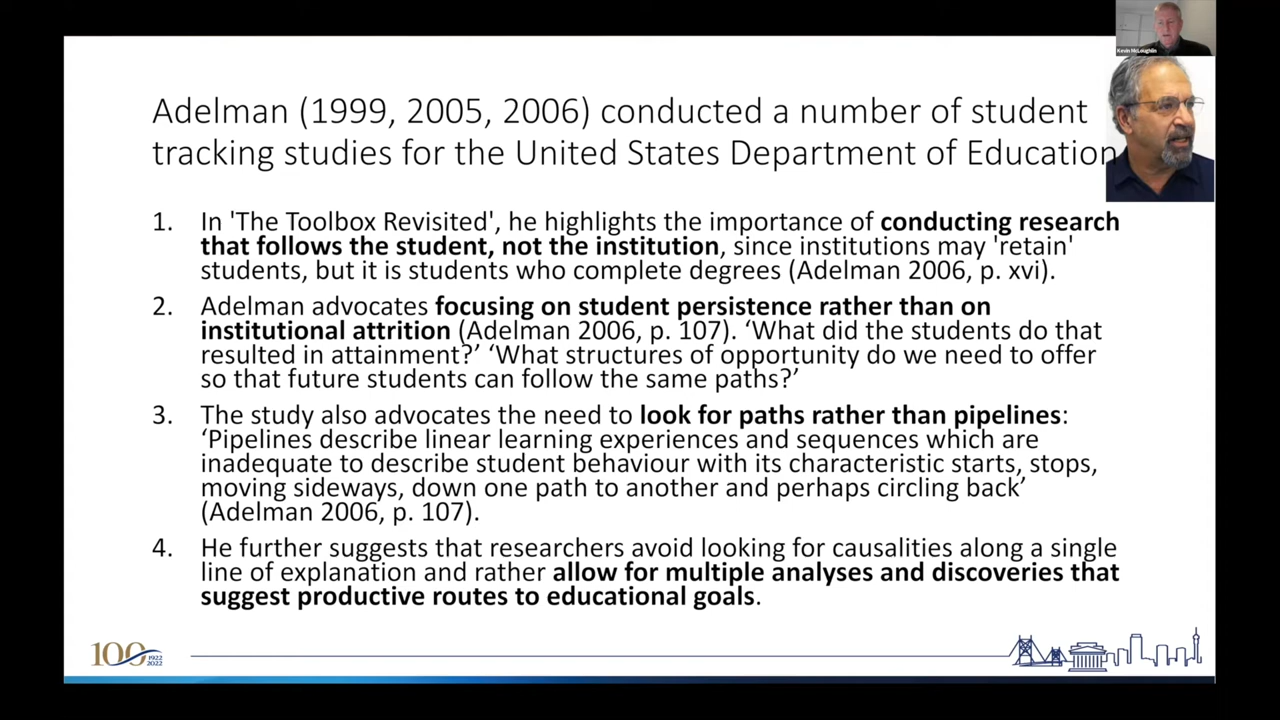 Kevin McLoughlin
Adelman (1999, 2005, 2006) conducted a number of student
tracking studies for the United States Department of Education
1. In 'The Toolbox Revisited', he highlights the importance of conducting research
that follows the student, not the institution, since institutions may 'retain'
students, but it is students who complete degrees (Adelman 2006, p. xvi).
2. Adelman advocates focusing on student persistence rather than on
institutional attrition (Adelman 2006, p. 107). ‘What did the students do that
resulted in attainment?’ ‘What structures of opportunity do we need to offer
so that future students can follow the same paths?’
3. The study also advocates the need to look for paths rather than pipelines:
‘Pipelines describe linear learning experiences and sequences which are
inadequate to describe student behaviour with its characteristic starts, stops,
moving sideways, down one path to another and perhaps circling back’
(Adelman 2006, p. 107).
4. He further suggests that researchers avoid looking for causalities along a single
line of explanation and rather allow for multiple analyses and discoveries that
suggest productive routes to educational goals.
100 1922
2022